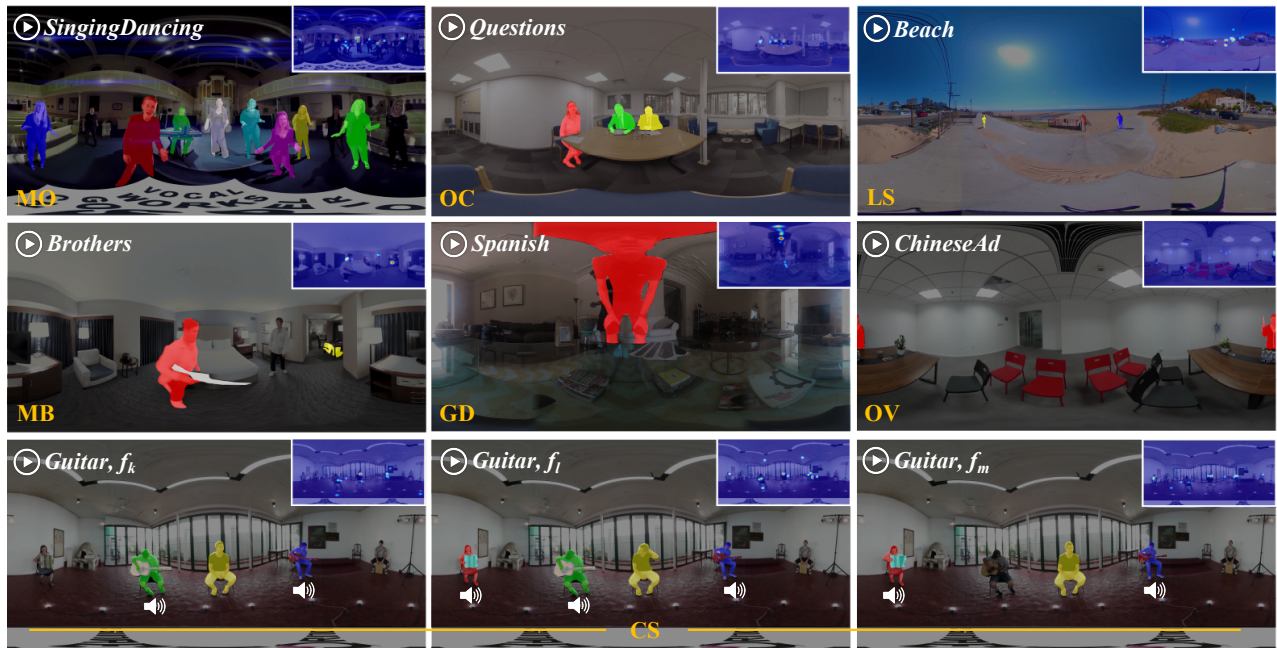 SingingDancing
MO
VOCAL
WORKS
Questions
OC
Beach
LS
Brothers
MB
Spanish
GD
ChineseAd
OV
Guitar, fk
Guitar, fl
Guitar, fm
CS